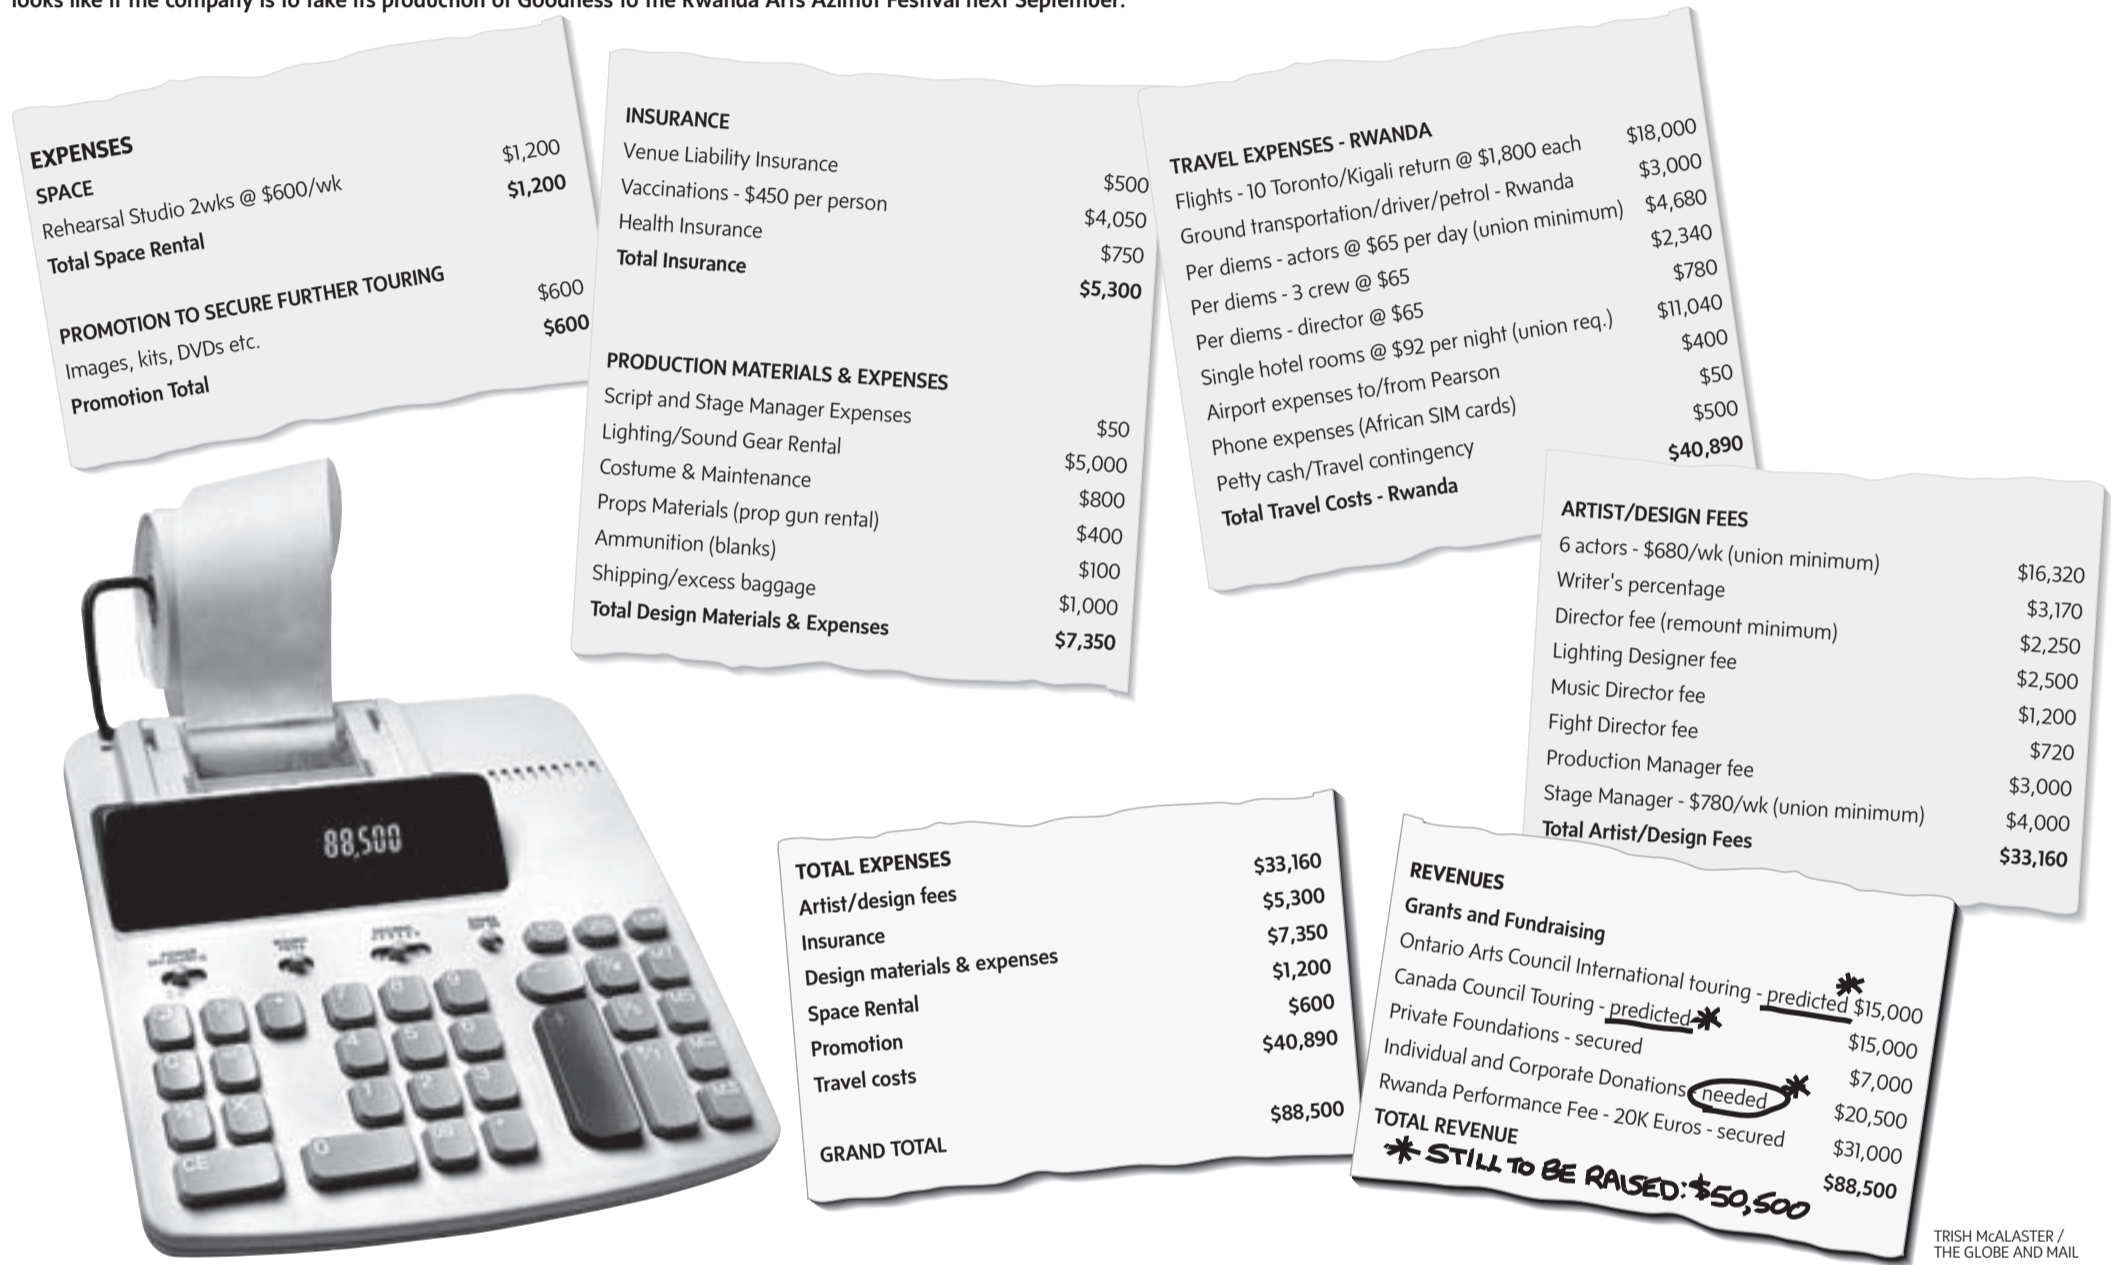 looks like if the company is to take its production of Goodness to the Rwanda Arts Azimut Festival next September.
EXPENSES
SPACE
Rehearsal Studio 2wks @ $600/wk $1,200
Total Space Rental $1,200
PROMOTION TO SECURE FURTHER TOURING
Images, kits, DVDs etc. $600
Promotion Total $600
INSURANCE
Venue Liability Insurance $500
Vaccinations - $450 per person $4,050
Health Insurance $750
Total Insurance $5,300
PRODUCTION MATERIALS & EXPENSES
Script and Stage Manager Expenses $50
Lighting/Sound Gear Rental $5,000
Costume & Maintenance $800
Props Materials (prop gun rental) $400
Ammunition (blanks) $100
Shipping/excess baggage $1,000
Total Design Materials & Expenses $7,350
TRAVEL EXPENSES - RWANDA
Flights - 10 Toronto/Kigali return @ $1,800 each $18,000
Ground transportation/driver/petrol - Rwanda $3,000
Per diems - actors @ $65 per day (union minimum) $4,680
Per diems - 3 crew @ $65 $2,340
Per diems - director @ $65 $780
Single hotel rooms @ $92 per night (union req.) $11,040
Airport expenses to/from Pearson $400
Phone expenses (African SIM cards) $50
Petty cash/Travel contingency $500
Total Travel Costs - Rwanda $40,890
ARTIST/DESIGN FEES
6 actors - $680/wk (union minimum) $16,320
Writer's percentage $3,170
Director fee (remount minimum) $2,250
Lighting Designer fee $2,500
Music Director fee $1,200
Fight Director fee $720
Production Manager fee $3,000
Stage Manager - $780/wk (union minimum) $4,000
Total Artist/Design Fees $33,160
88,500
TOTAL EXPENSES
Artist/design fees $33,160
Insurance $5,300
Design materials & expenses $7,350
Space Rental $1,200
Promotion $600
Travel costs $40,890
GRAND TOTAL $88,500
REVENUES
Grants and Fundraising
Ontario Arts Council International touring - predicted * $15,000
Canada Council Touring - predicted * $15,000
Private Foundations - secured $7,000
Individual and Corporate Donations - needed * $20,500
Rwanda Performance Fee - 20K Euros - secured $31,000
TOTAL REVENUE $88,500
* STILL TO BE RAISED: $50,500
TRISH McALASTER /
THE GLOBE AND MAIL